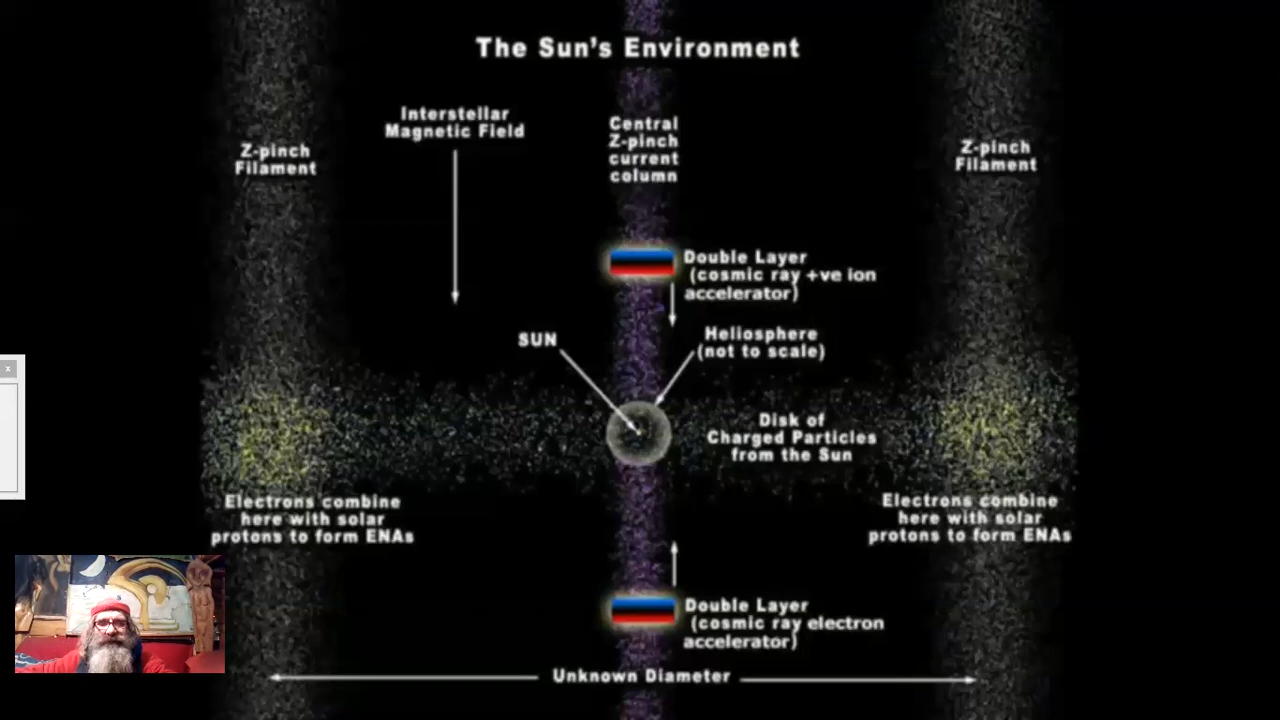 The Sun's Environment
Interstellar
Magnetic Field
Central
Z-pinch
current
column
Z-pinch
Filament
Z-pinch
Filament
Double Layer
(cosmic ray +ve ion
accelerator)
SUN
Heliosphere
(not to scale)
Disk of
Charged Particles
from the Sun
Electrons combine
here with solar
protons to form ENAs
Electrons combine
here with solar
protons to form ENAs
Double Layer
(cosmic ray electron
accelerator)
Unknown Diameter
x